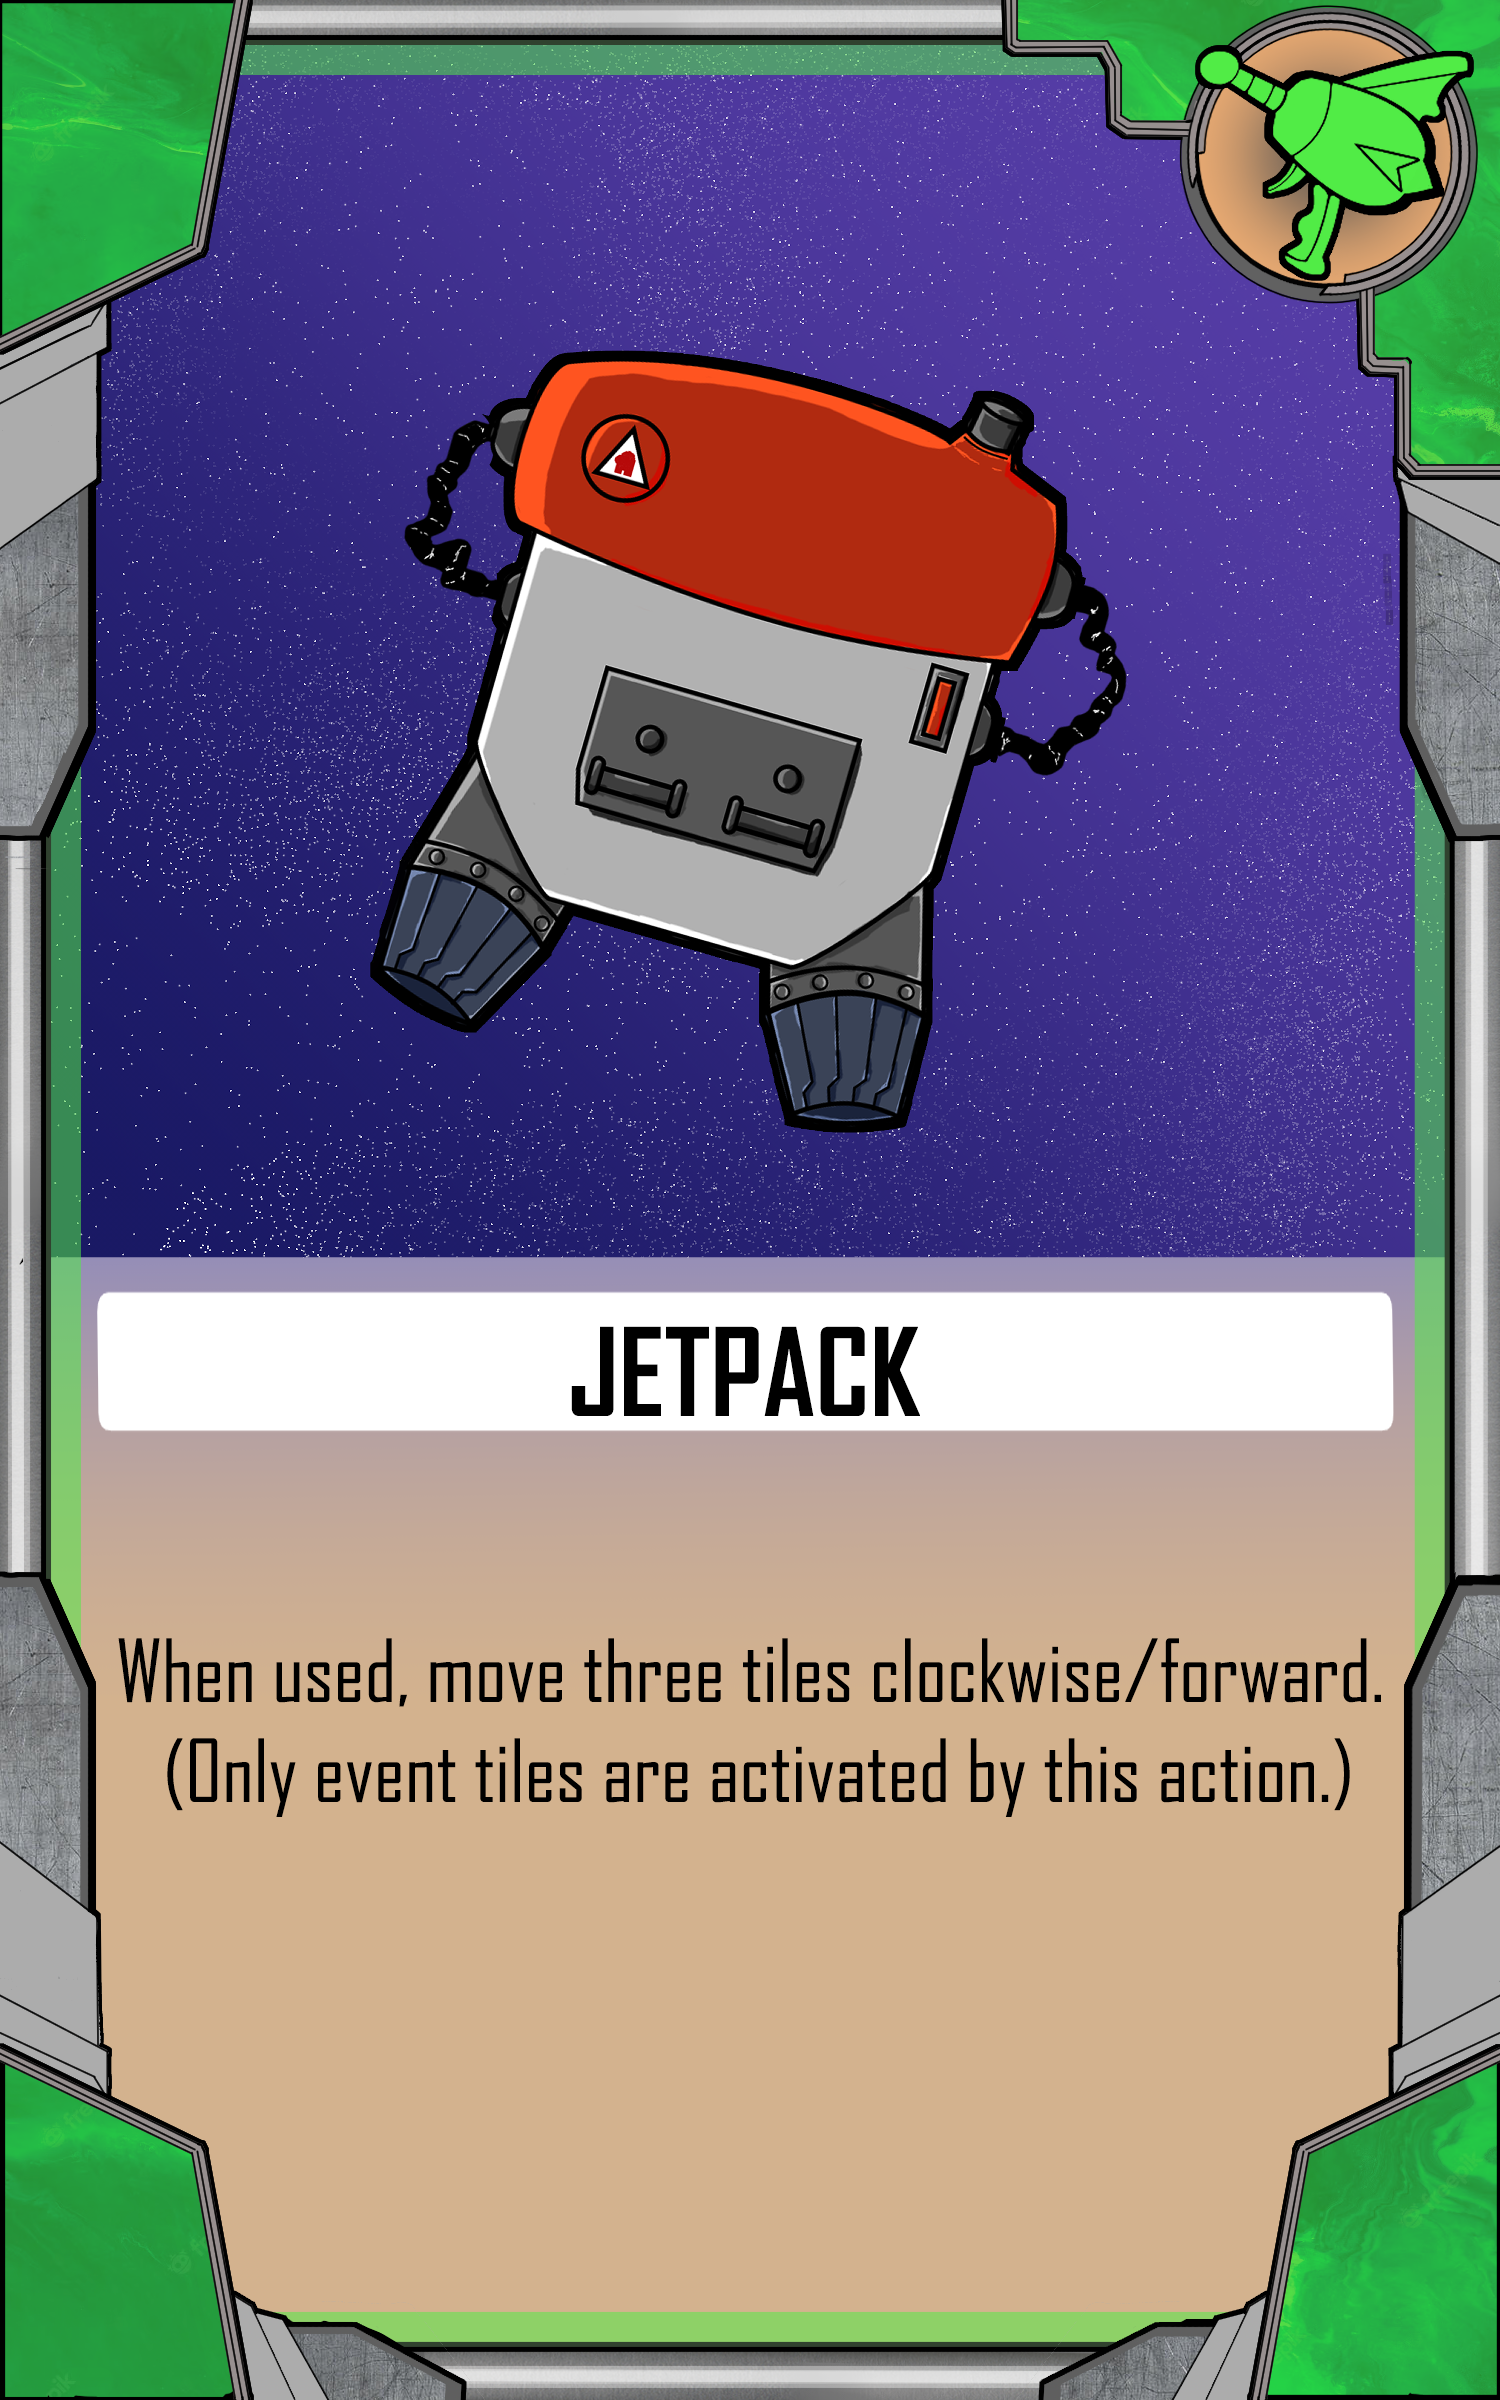 JETPACK
When used, move three tiles clockwise/forward.
(Only event tiles are activated by this action.)